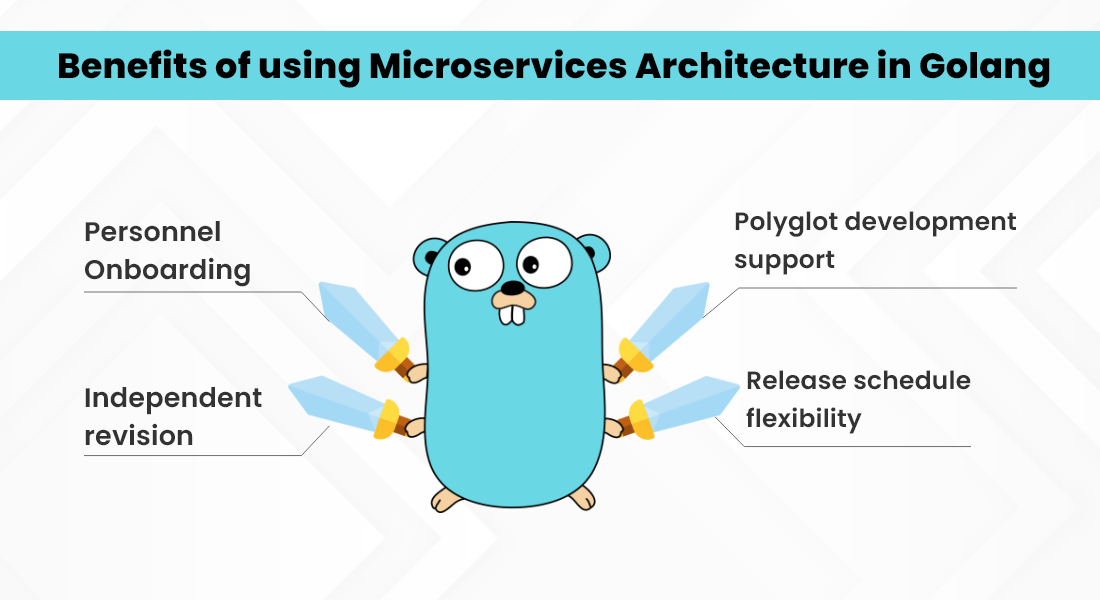 Benefits of using Microservices Architecture in Golang
Personnel
Onboarding
Polyglot development
support
Independent
revision
Release schedule
flexibility